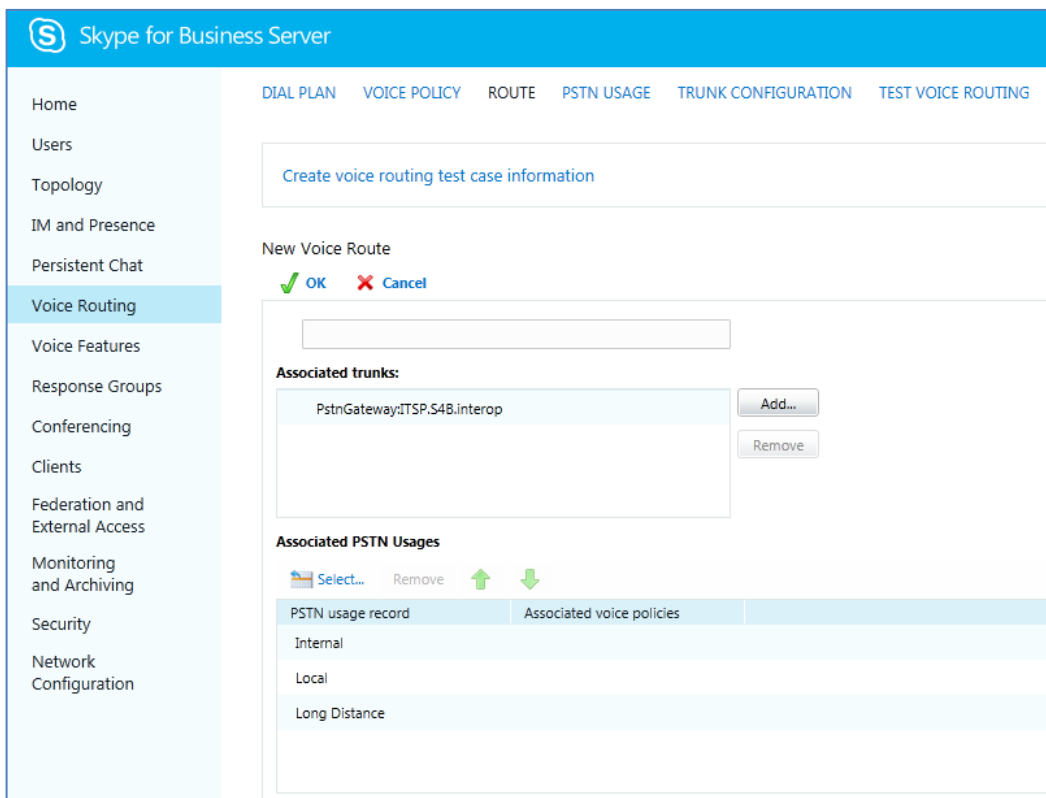 Skype for Business Server
Home
Users
Topology
IM and Presence
Persistent Chat
Voice Routing
Voice Features
Response Groups
Conferencing
Clients
Federation and
External Access
Monitoring
and Archiving
Security
Network
Configuration
DIAL PLAN VOICE POLICY ROUTE PSTN USAGE TRUNK CONFIGURATION TEST VOICE ROUTING
Create voice routing test case information
New Voice Route
OK Cancel
Associated trunks:
PstnGateway:ITSP.S4B.interop
Add...
Remove
Associated PSTN Usages
Select... Remove
PSTN usage record Associated voice policies
Internal
Local
Long Distance